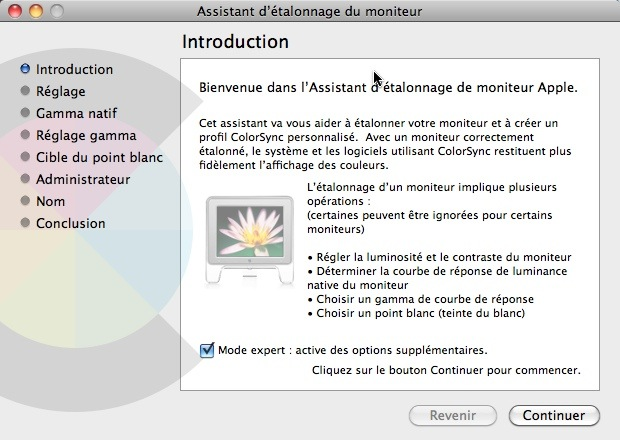 Assistant d'étalonnage du moniteur
Introduction
Introduction
Réglage
Gamma natif
Réglage gamma
Cible du point blanc
Administrateur
Nom
Conclusion
Bienvenue dans l'Assistant d'étalonnage de moniteur Apple.
Cet assistant va vous aider à étalonner votre moniteur et à créer un
profil ColorSync personnalisé. Avec un moniteur correctement
étalonné, le système et les logiciels utilisant ColorSync restituent plus
fidèlement l'affichage des couleurs.
L'étalonnage d'un moniteur implique plusieurs
opérations :
(certaines peuvent être ignorées pour certains
moniteurs)
• Régler la luminosité et le contraste du moniteur
• Déterminer la courbe de réponse de luminance
native du moniteur
• Choisir un gamma de courbe de réponse
• Choisir un point blanc (teinte du blanc)
Mode expert : active des options supplémentaires.
Cliquez sur le bouton Continuer pour commencer.
Revenir
Continuer